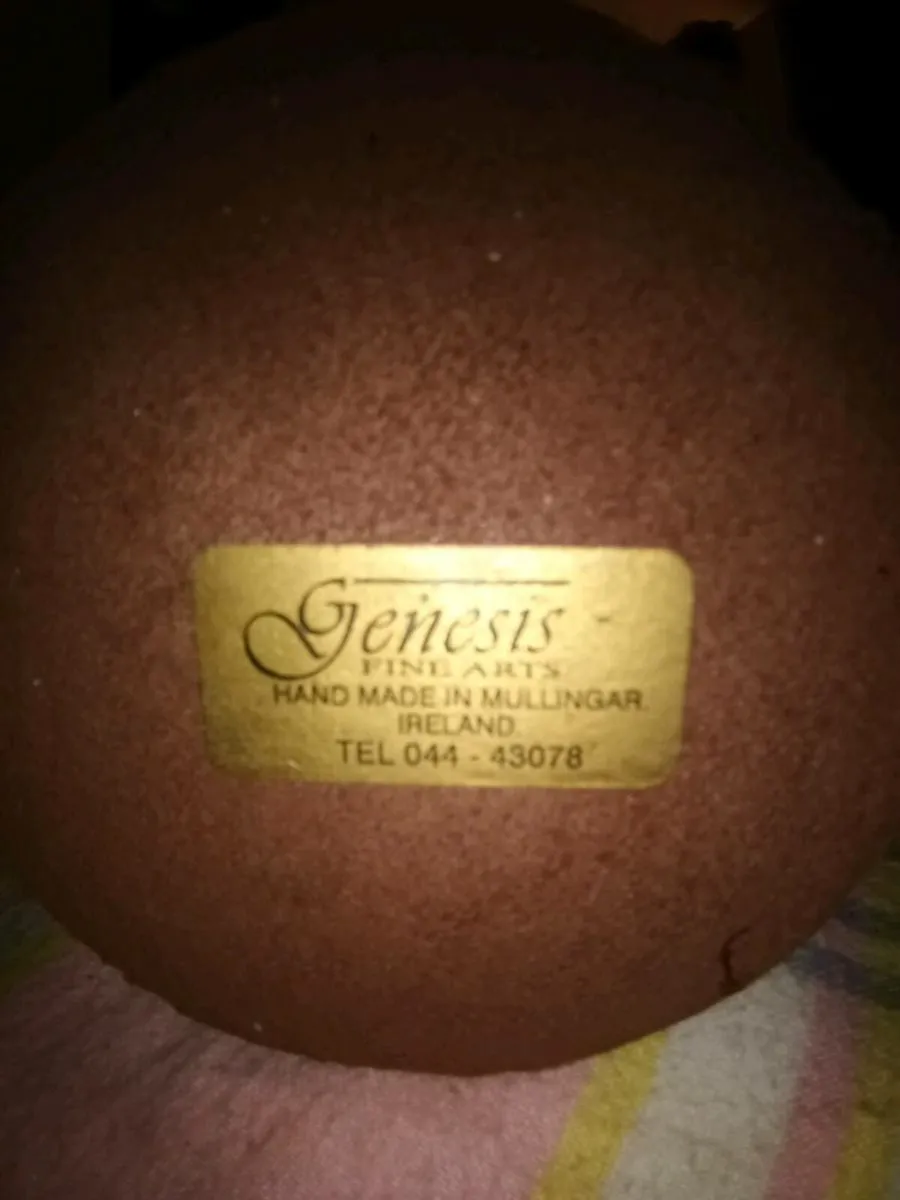 Genesis
FINE ARTS
HAND MADE IN MULLINGAR
IRELAND
TEL 044 - 43078